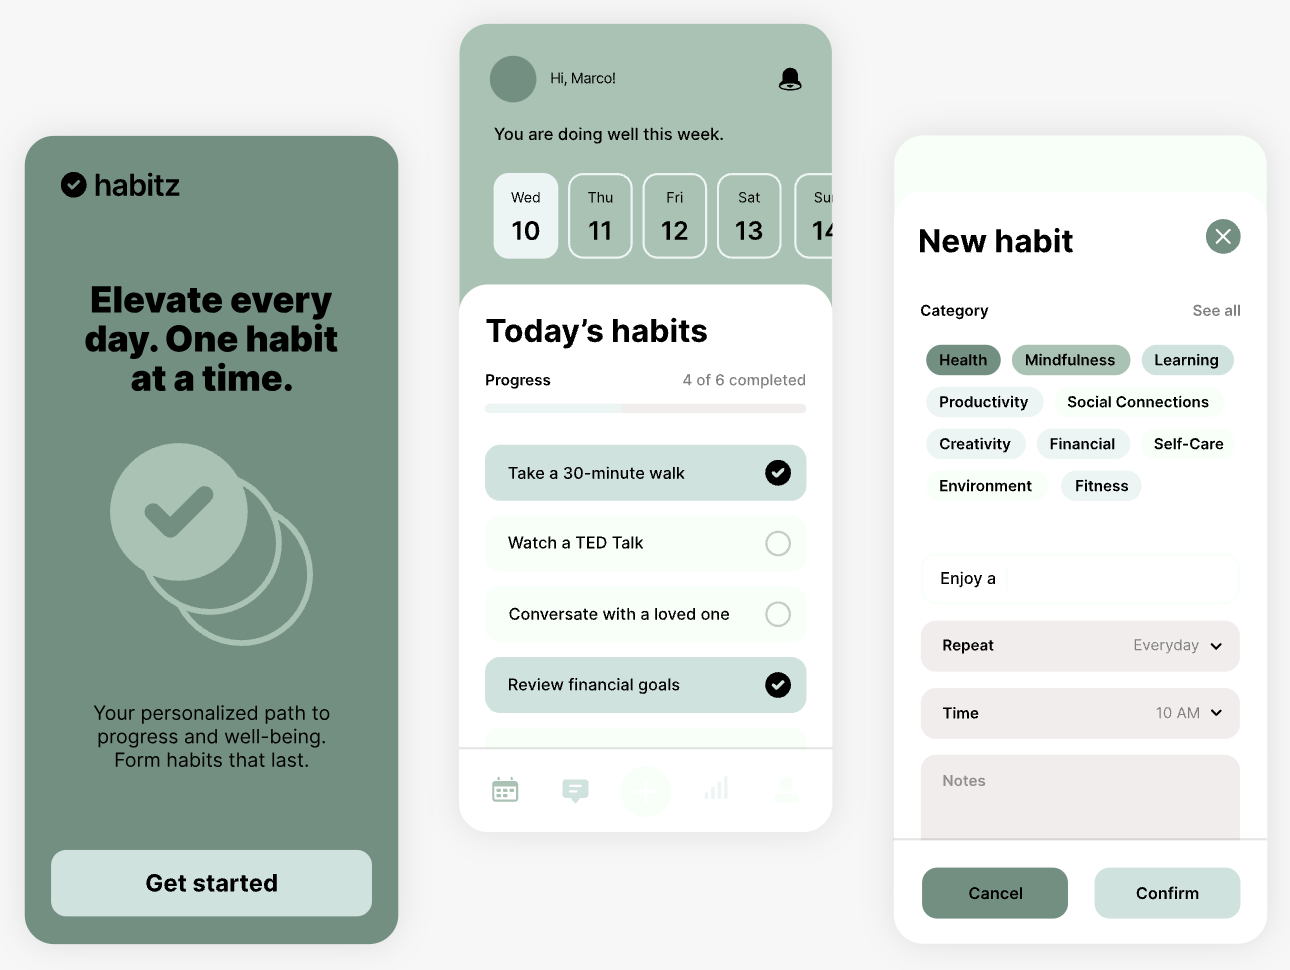 habitz
Elevate every
day. One habit
at a time.
Your personalized path to
progress and well-being.
Form habits that last.
Get started
Hi, Marco!
You are doing well this week.
Wed Thu Fri Sat
10 11 12 13 14
Today’s habits
Progress 4 of 6 completed
Take a 30-minute walk
Watch a TED Talk
Conversate with a loved one
Review financial goals
New habit
Category See all
Health Mindfulness Learning
Productivity Social Connections
Creativity Financial Self-Care
Environment Fitness
Enjoy a
Repeat Everyday
Time 10 AM
Notes
Cancel Confirm